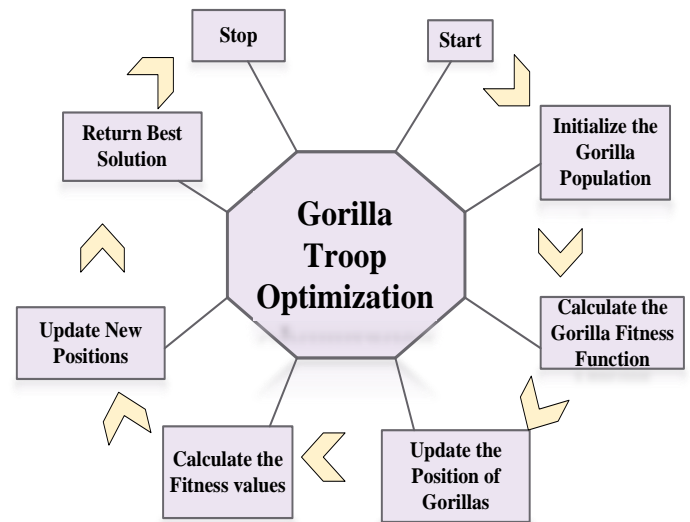 Stop
Start
Initialize the
Gorilla
Population
Calculate the
Gorilla Fitness
Function
Update the
Position of
Gorillas
Calculate the
Fitness values
Update New
Positions
Return Best
Solution
Gorilla
Troop
Optimization